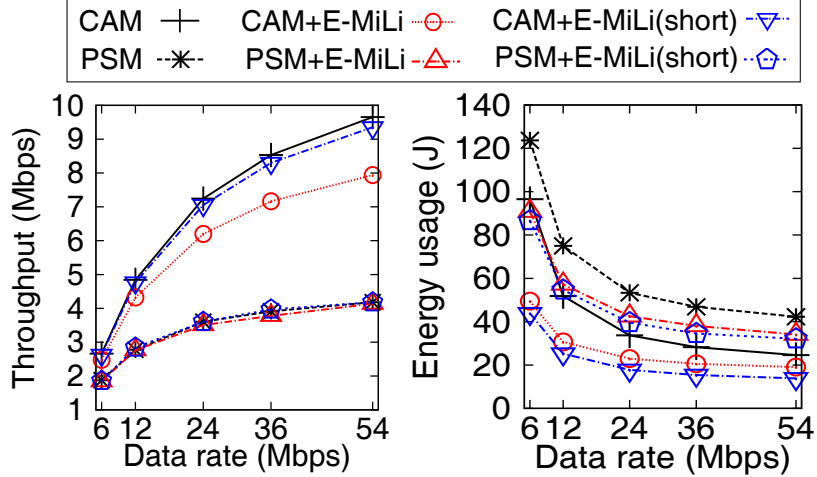 CAM CAM+E-MiLi CAM+E-MiLi(short)
PSM PSM+E-MiLi PSM+E-MiLi(short)
Throughput (Mbps)
10
9
8
7
6
5
4
3
2
1
6 12 24 36 54
Data rate (Mbps)
Energy usage (J)
140
120
100
80
60
40
20
0
6 12 24 36 54
Data rate (Mbps)